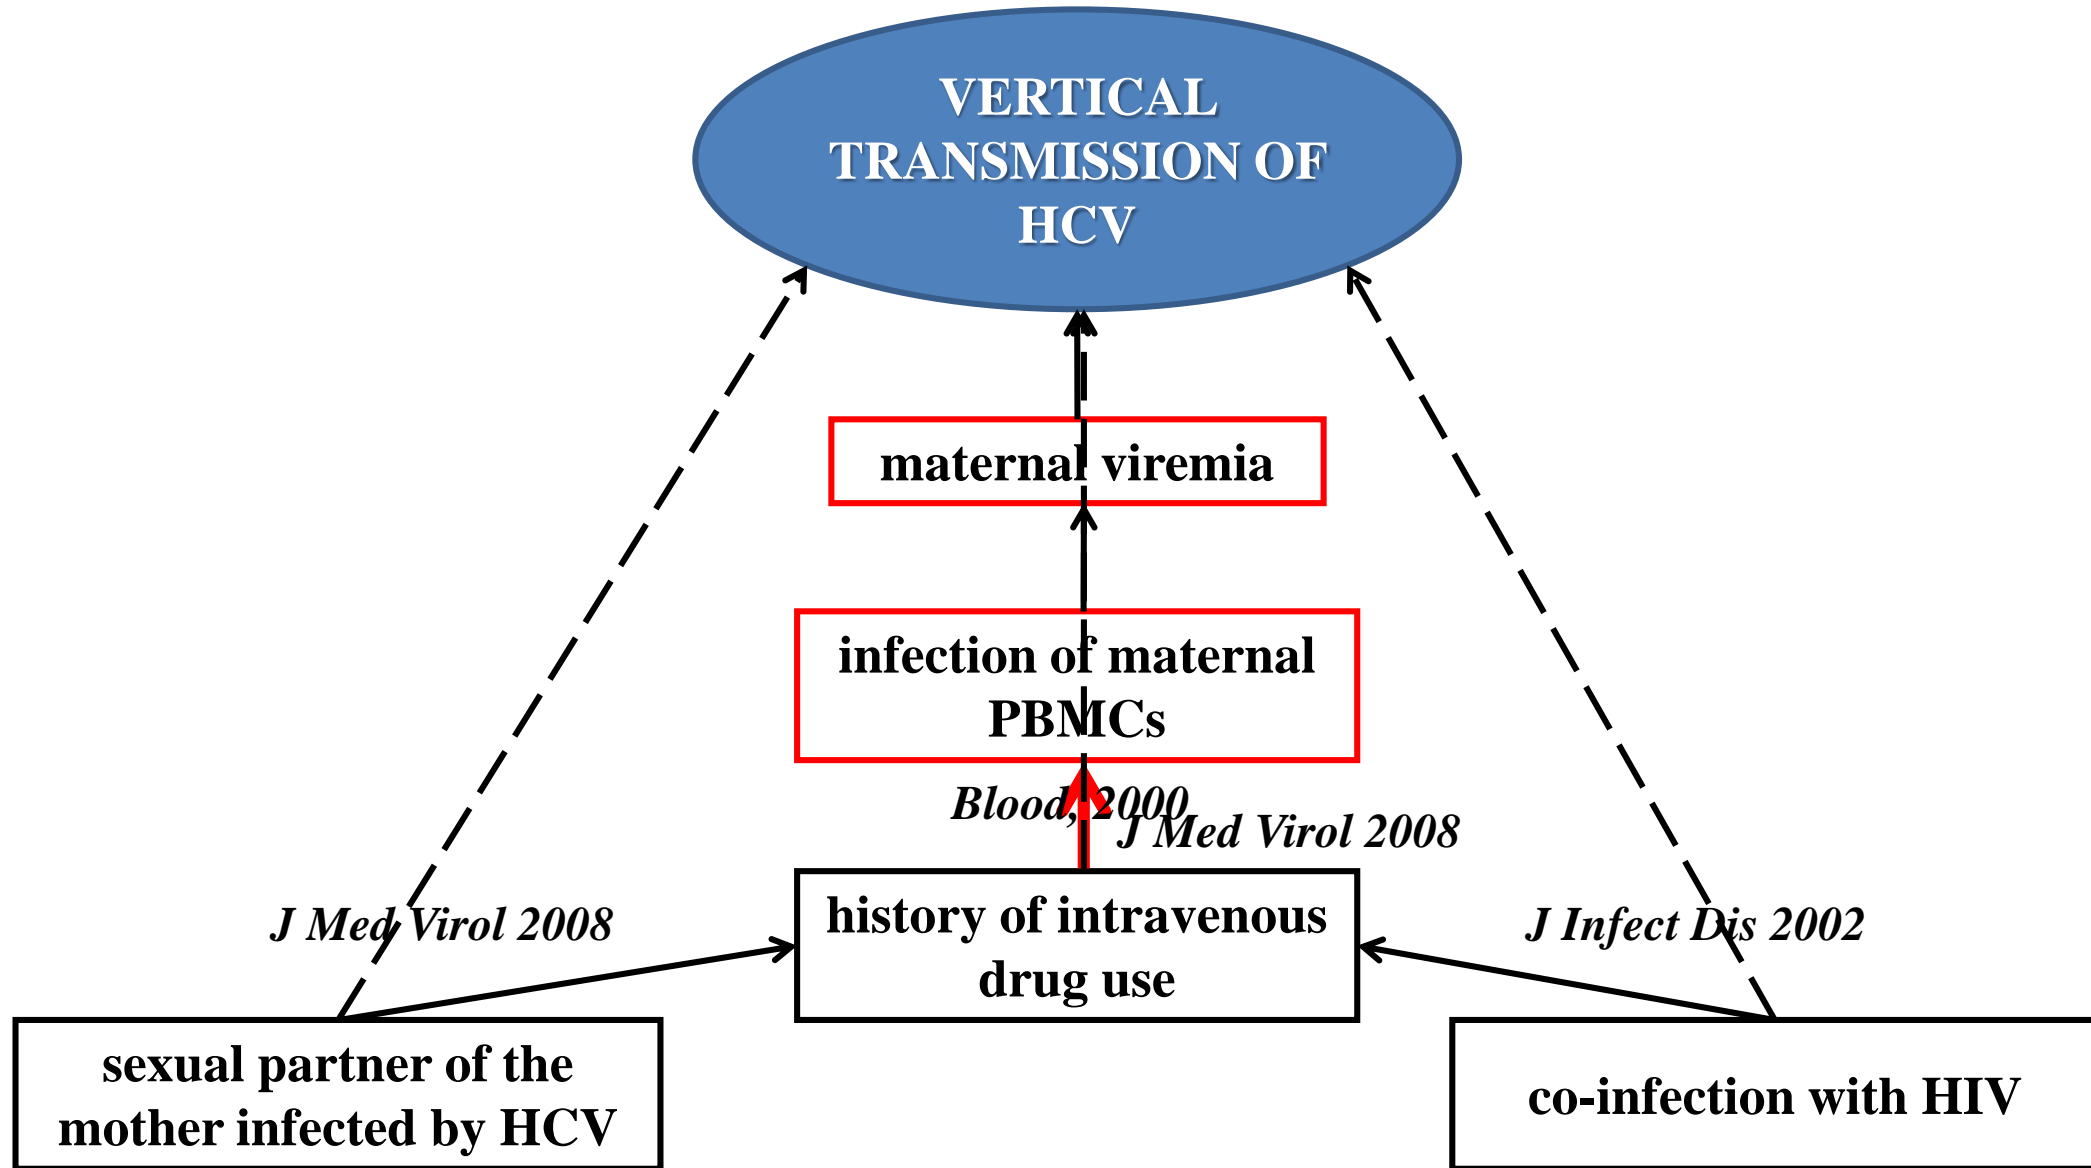 VERTICAL
TRANSMISSION OF
HCV
maternal viremia
infection of maternal
PBMCs
Blood, 2000
J Med Virol 2008
history of intravenous
drug use
J Med Virol 2008
J Infect Dis 2002
sexual partner of the
mother infected by HCV
co-infection with HIV